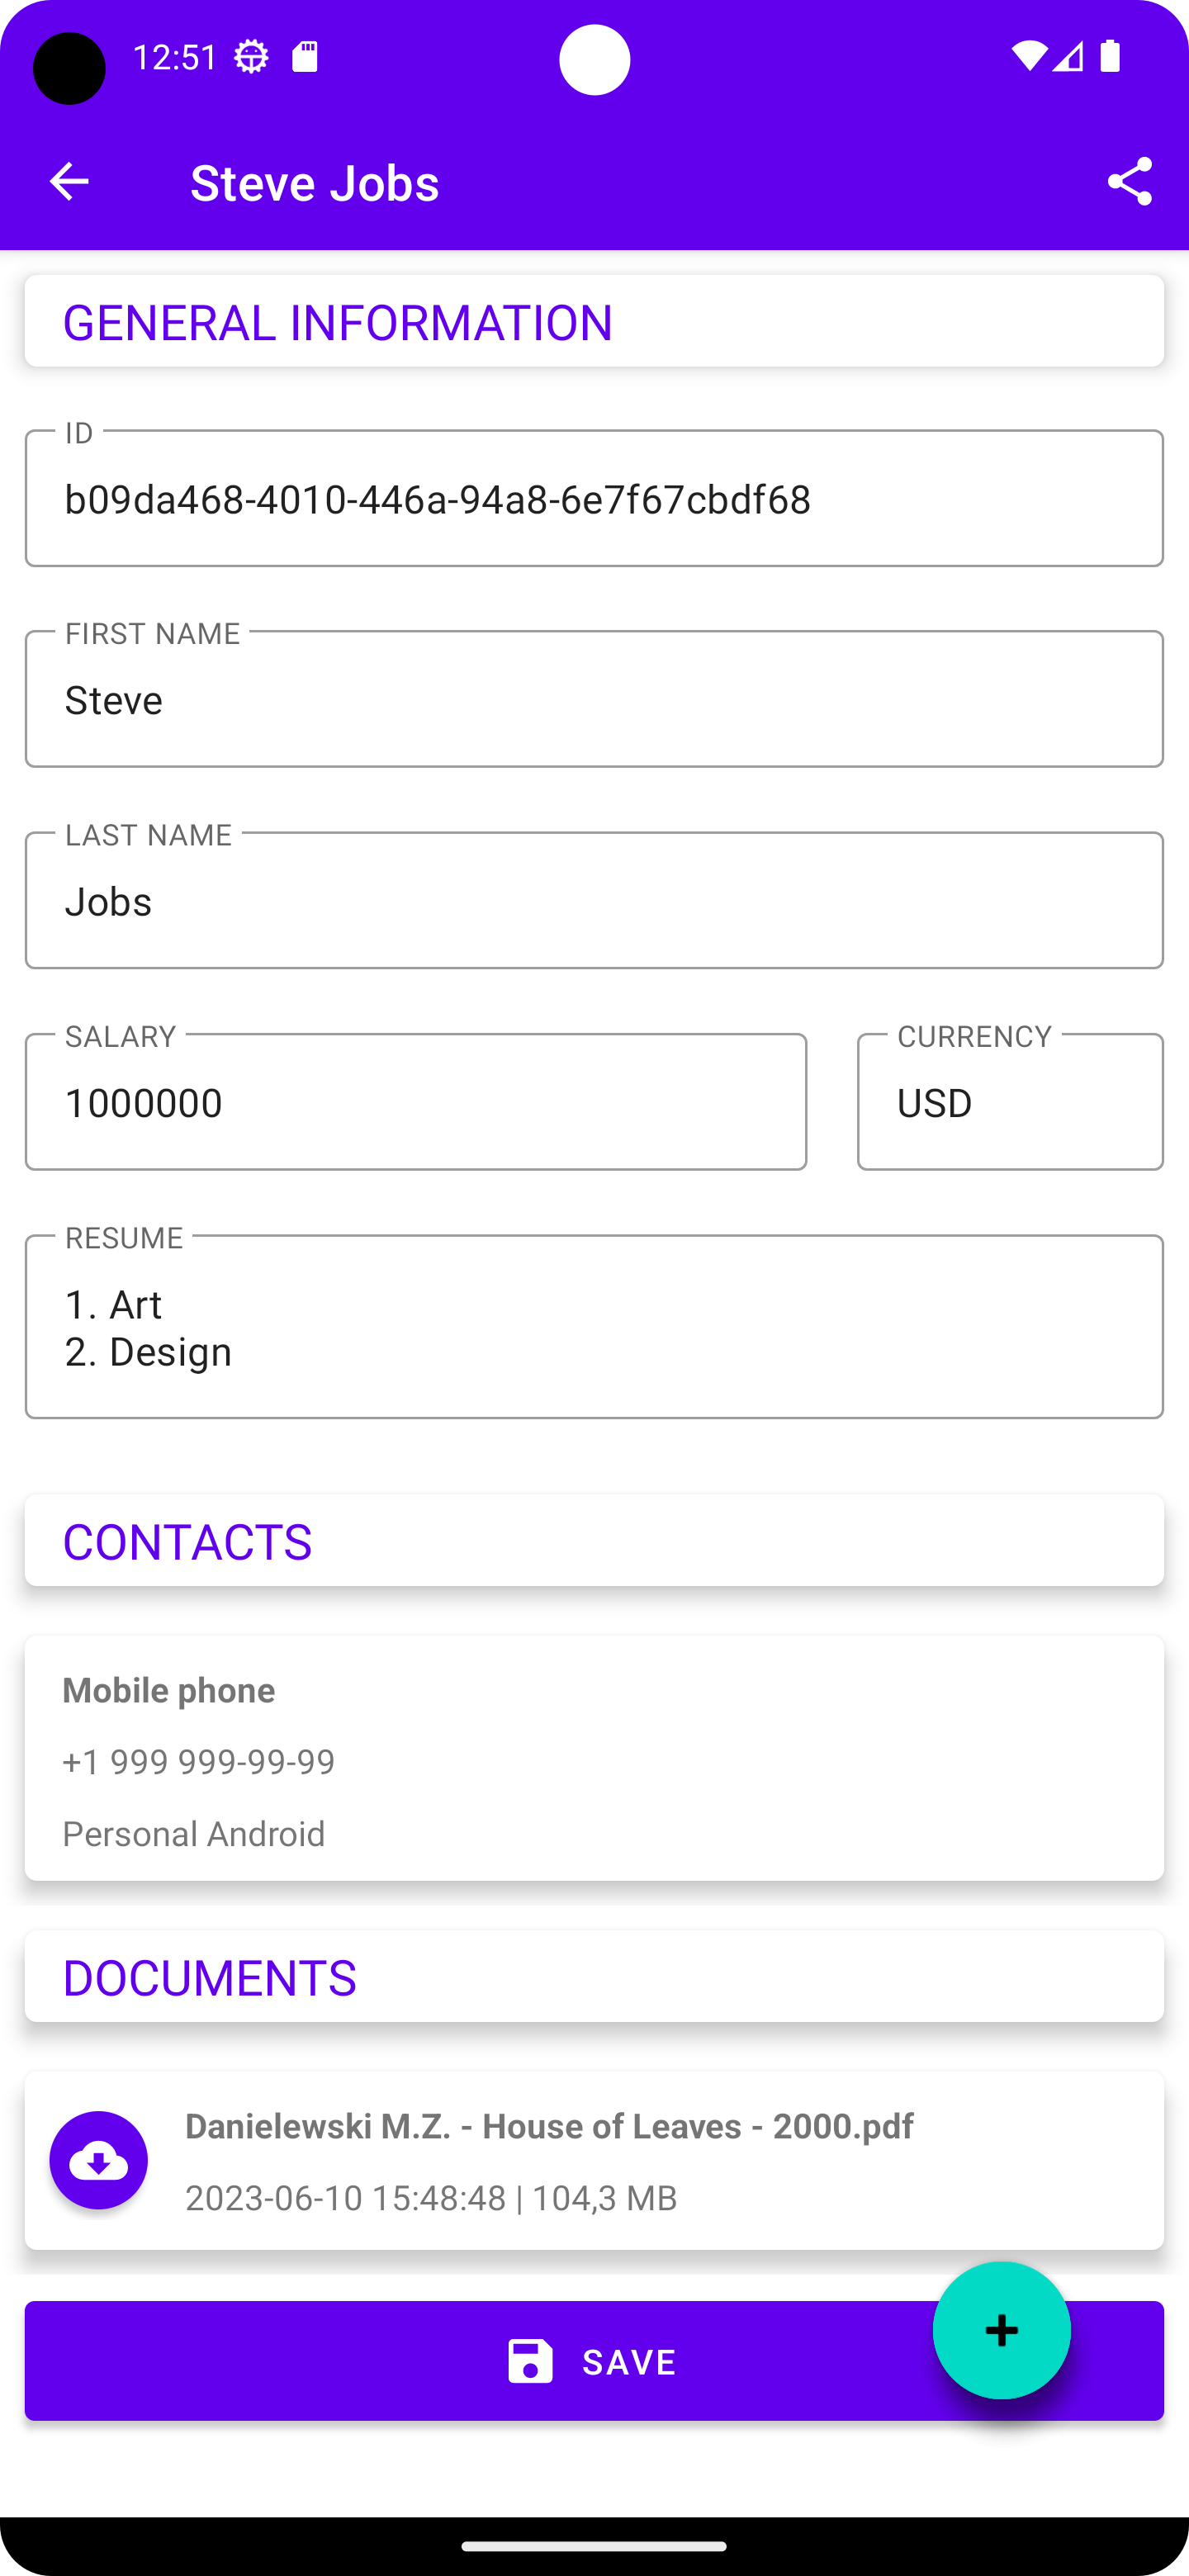 12:51
Steve Jobs
GENERAL INFORMATION
ID
b09da468-4010-446a-94a8-6e7f67cbdf68
FIRST NAME
Steve
LAST NAME
Jobs
SALARY
1000000
CURRENCY
USD
RESUME
1. Art
2. Design
CONTACTS
Mobile phone
+1 999 999-99-99
Personal Android
DOCUMENTS
Danielewski M.Z. - House of Leaves - 2000.pdf
2023-06-10 15:48:48 | 104,3 MB
SAVE